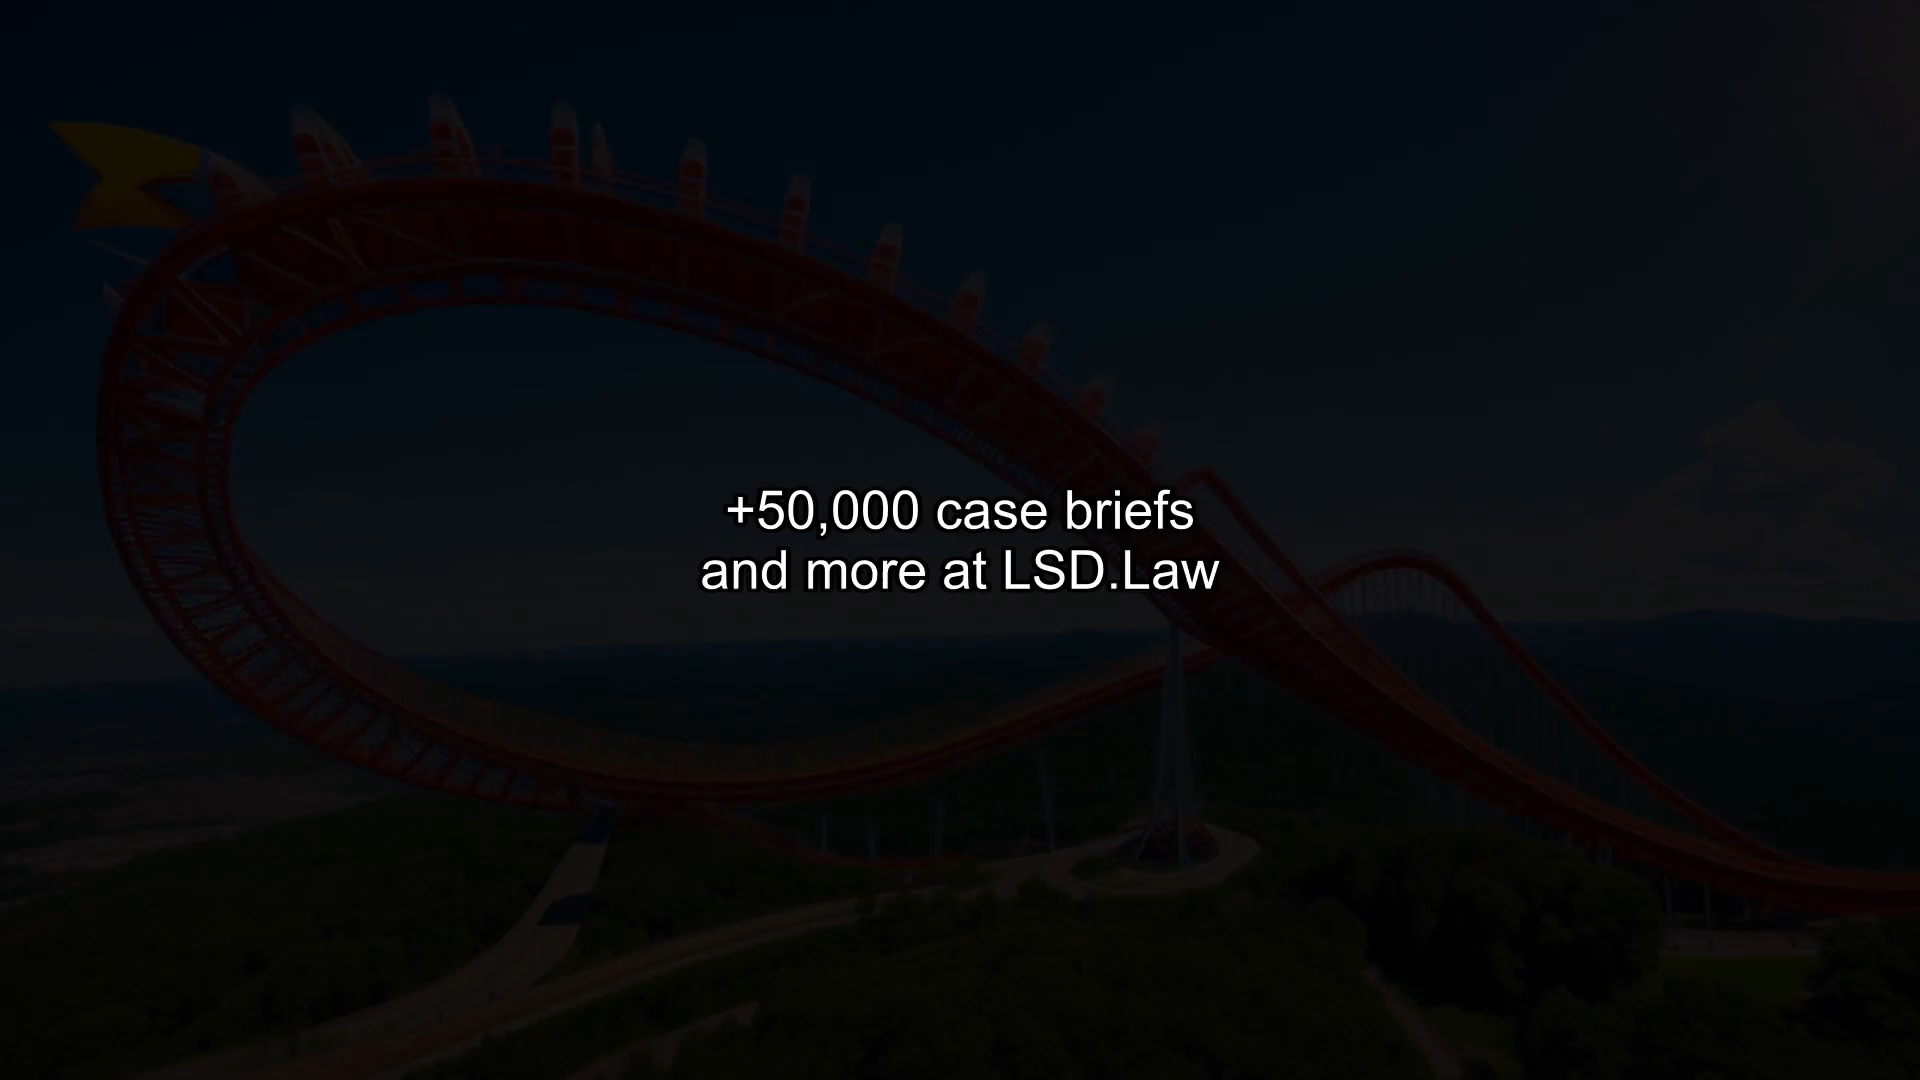 +50,000 case briefs
and more at LSD.Law